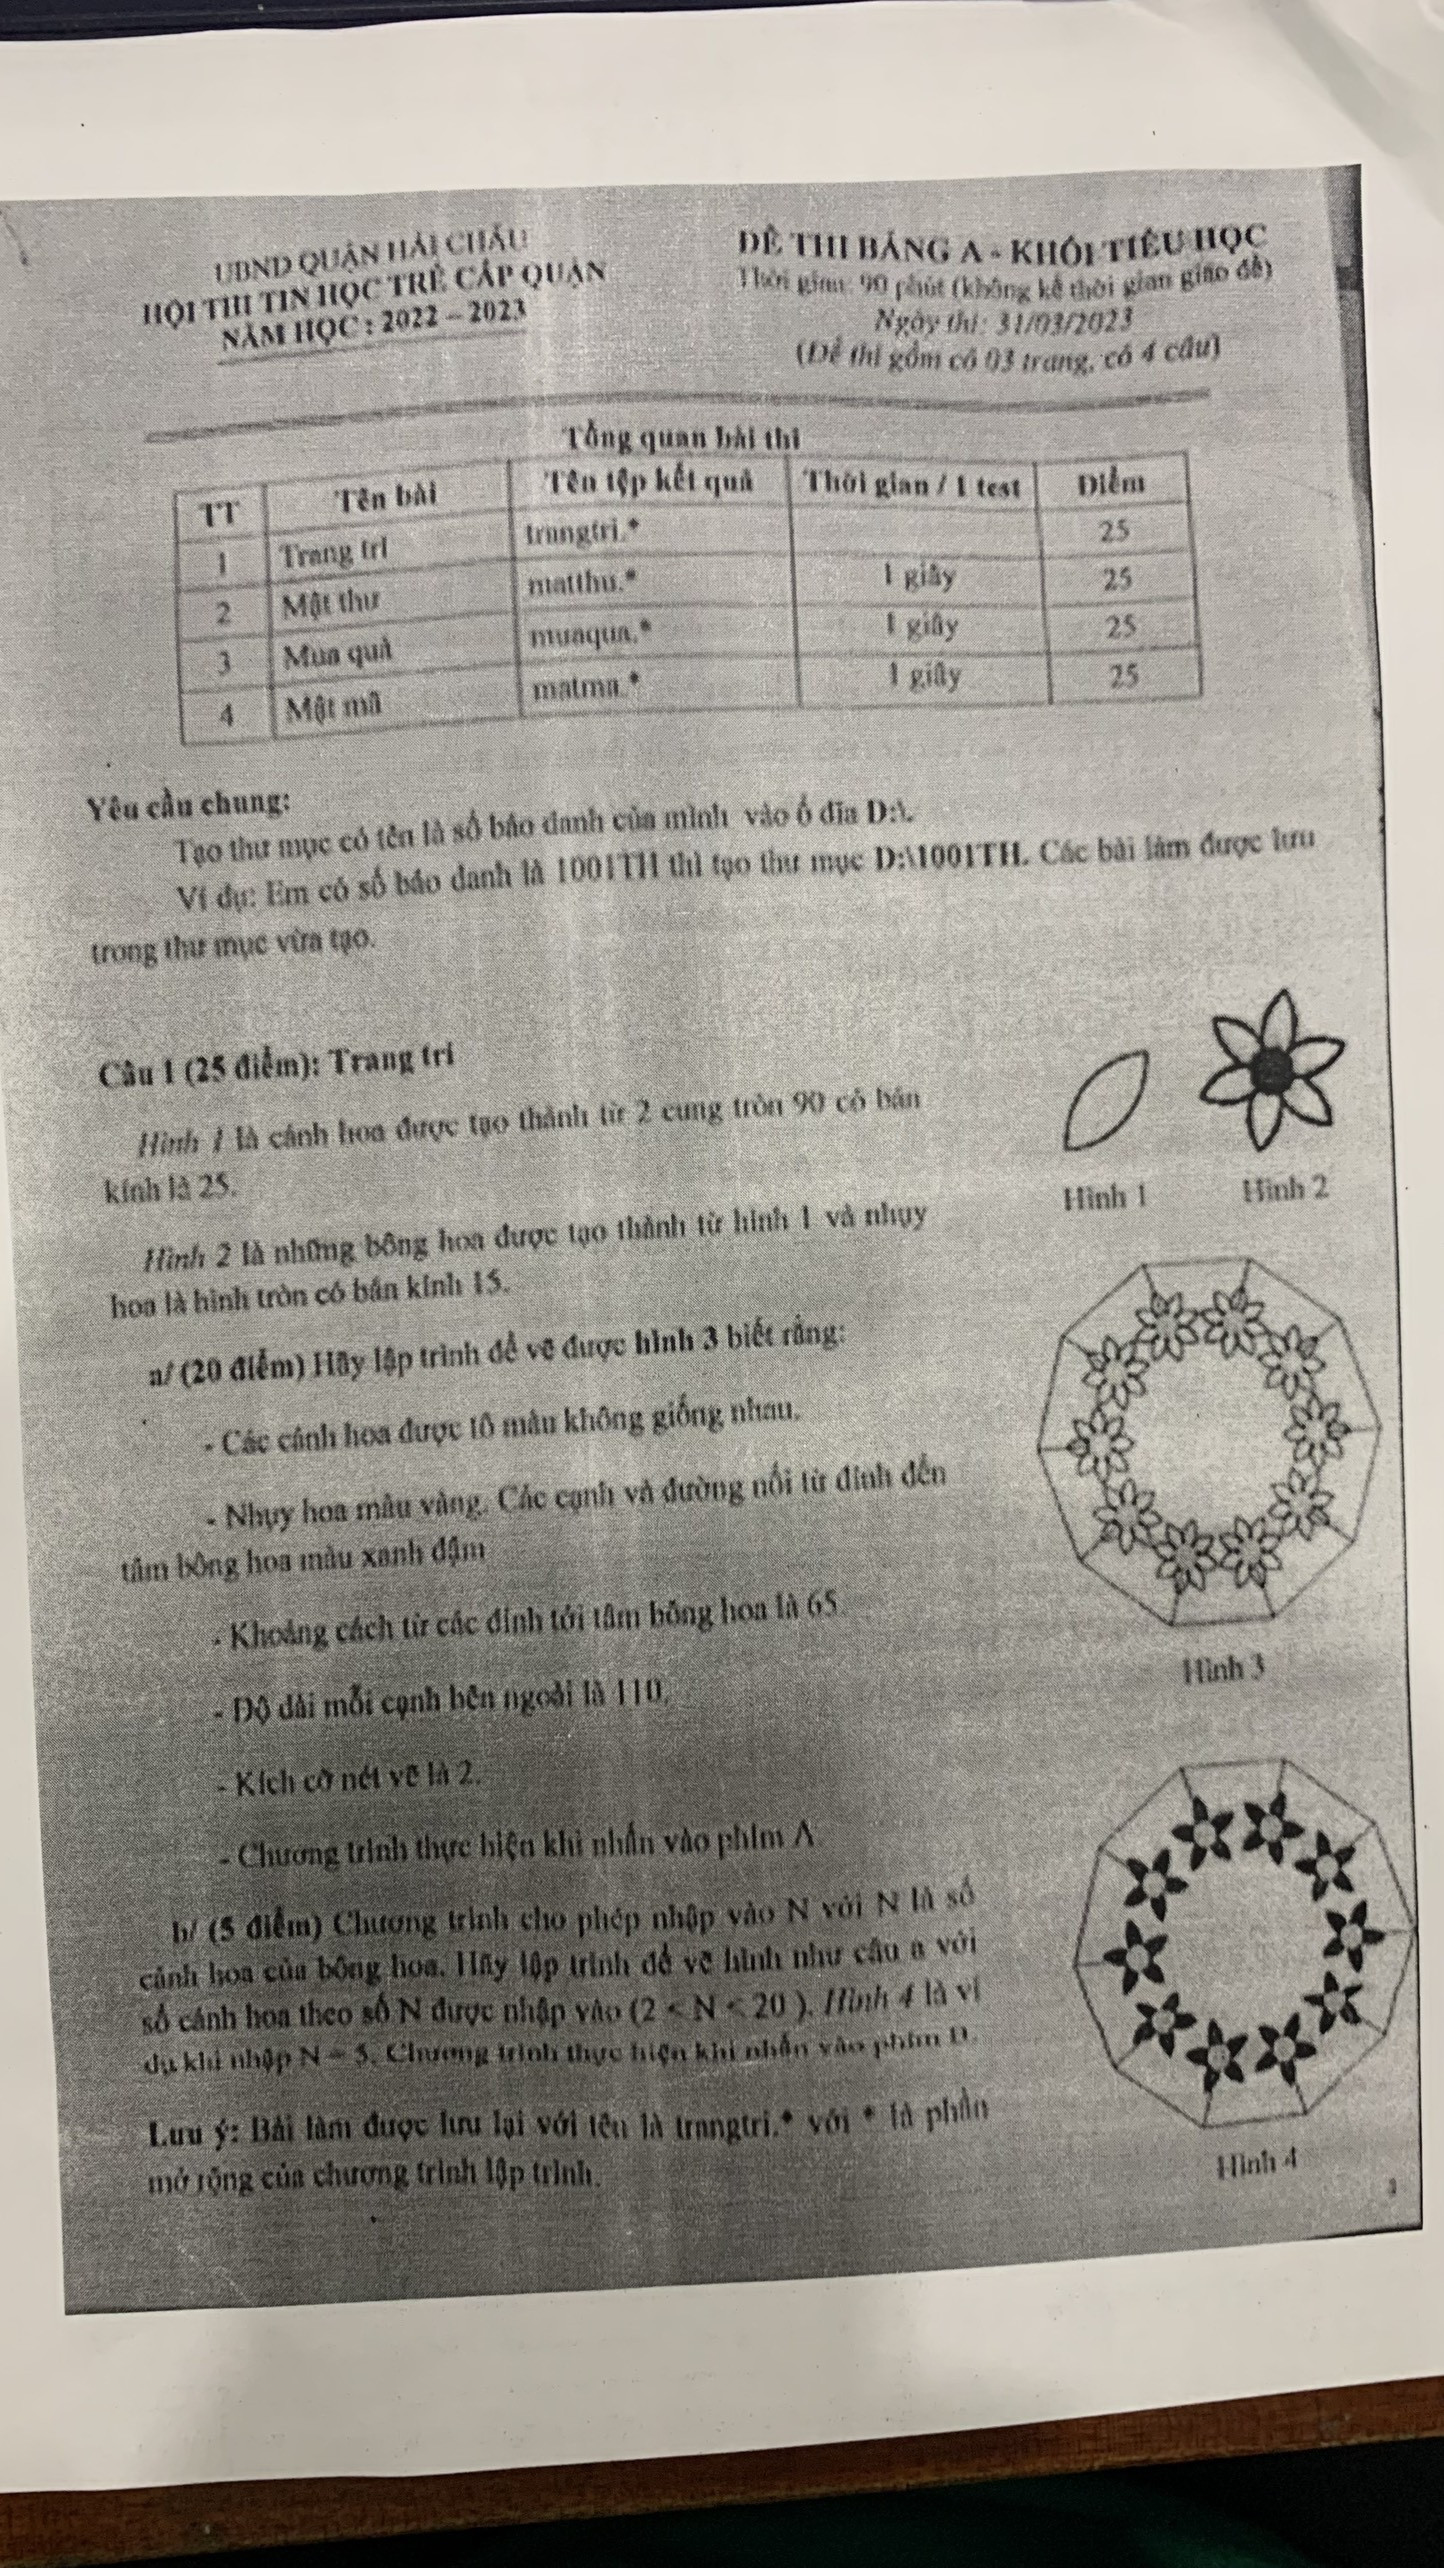 UBND QUẬN HẢI CHÂU
HỘI THI TIN HỌC TRẺ CẤP QUẬN
NĂM HỌC : 2022 – 2023
ĐỀ THI BẢNG A - KHỐI TIỂU HỌC
Thời gian: 90 phút (không kể thời gian giao đề)
Ngày thi: 31/03/2023
(Đề thi gồm có 03 trang, có 4 câu)
Tổng quan bài thi
TT Tên bài Tên tệp kết quả Thời gian / 1 test Điểm
1 Trang trí trangtri.* 25
2 Mật thư matthu.* 1 giây 25
3 Mua quà muaqua.* 1 giây 25
4 Mật mã matma.* 1 giây 25
Yêu cầu chung:
Tạo thư mục có tên là số báo danh của mình vào ổ đĩa D:\.
Ví dụ: Em có số báo danh là 1001TH thì tạo thư mục D:\1001TH. Các bài làm được lưu
trong thư mục vừa tạo.
Câu 1 (25 điểm): Trang trí
Hình 1 là cánh hoa được tạo thành từ 2 cung tròn 90 có bán
kính là 25.
Hình 2 là những bông hoa được tạo thành từ hình 1 và nhụy
hoa là hình tròn có bán kính 15.
a/ (20 điểm) Hãy lập trình để vẽ được hình 3 biết rằng:
- Các cánh hoa được tô màu không giống nhau.
- Nhụy hoa màu vàng. Các cạnh và đường nối từ đỉnh đến
tâm bông hoa màu xanh đậm
- Khoảng cách từ các đỉnh tới tâm bông hoa là 65.
- Độ dài mỗi cạnh bên ngoài là 110.
- Kích cỡ nét vẽ là 2.
- Chương trình thực hiện khi nhấn vào phím A
b/ (5 điểm) Chương trình cho phép nhập vào N với N là số
cánh hoa của bông hoa. Hãy lập trình để vẽ hình như câu a với
số cánh hoa theo số N được nhập vào (2 < N < 20 ). Hình 4 là ví
dụ khi nhập N = 5. Chương trình thực hiện khi nhấn vào phím
Lưu ý: Bài làm được lưu lại với tên là trangtri.* với * là phần
mở rộng của chương trình lập trình.
Hình 1
Hình 2
Hình 3
Hình 4